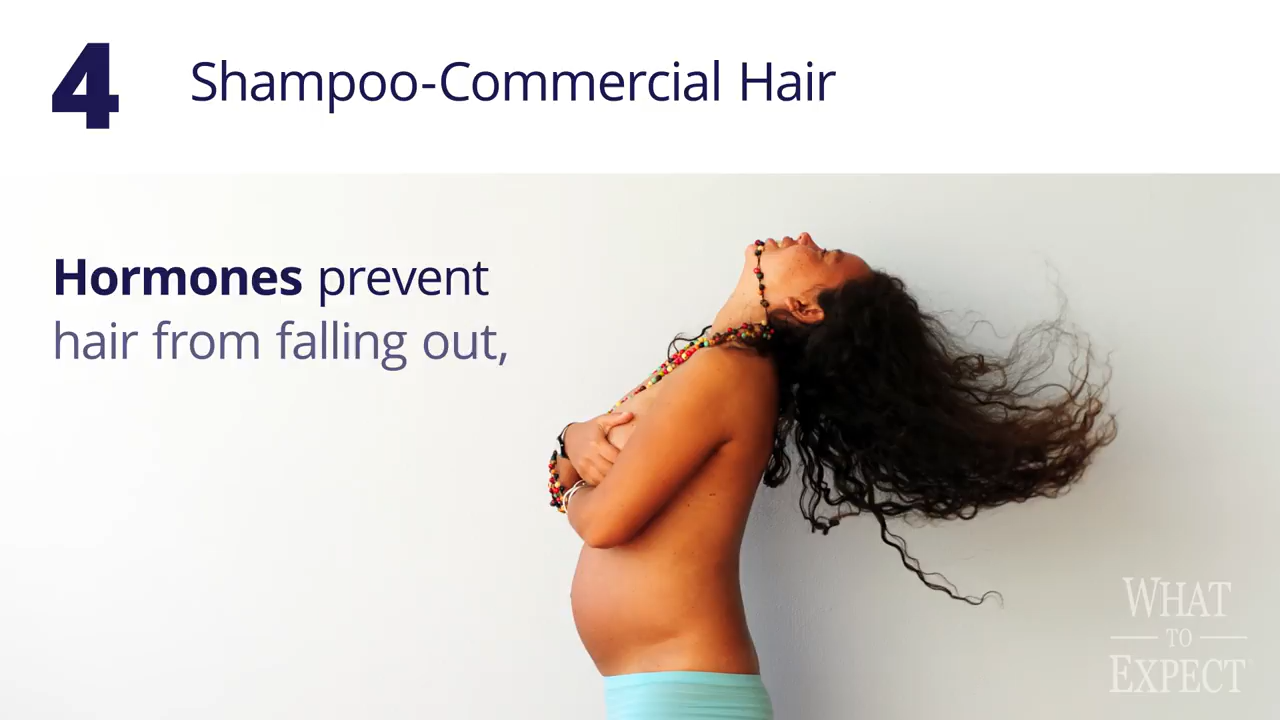 4 Shampoo-Commercial Hair
Hormones prevent
hair from falling out,
WHAT
TO
EXPECT